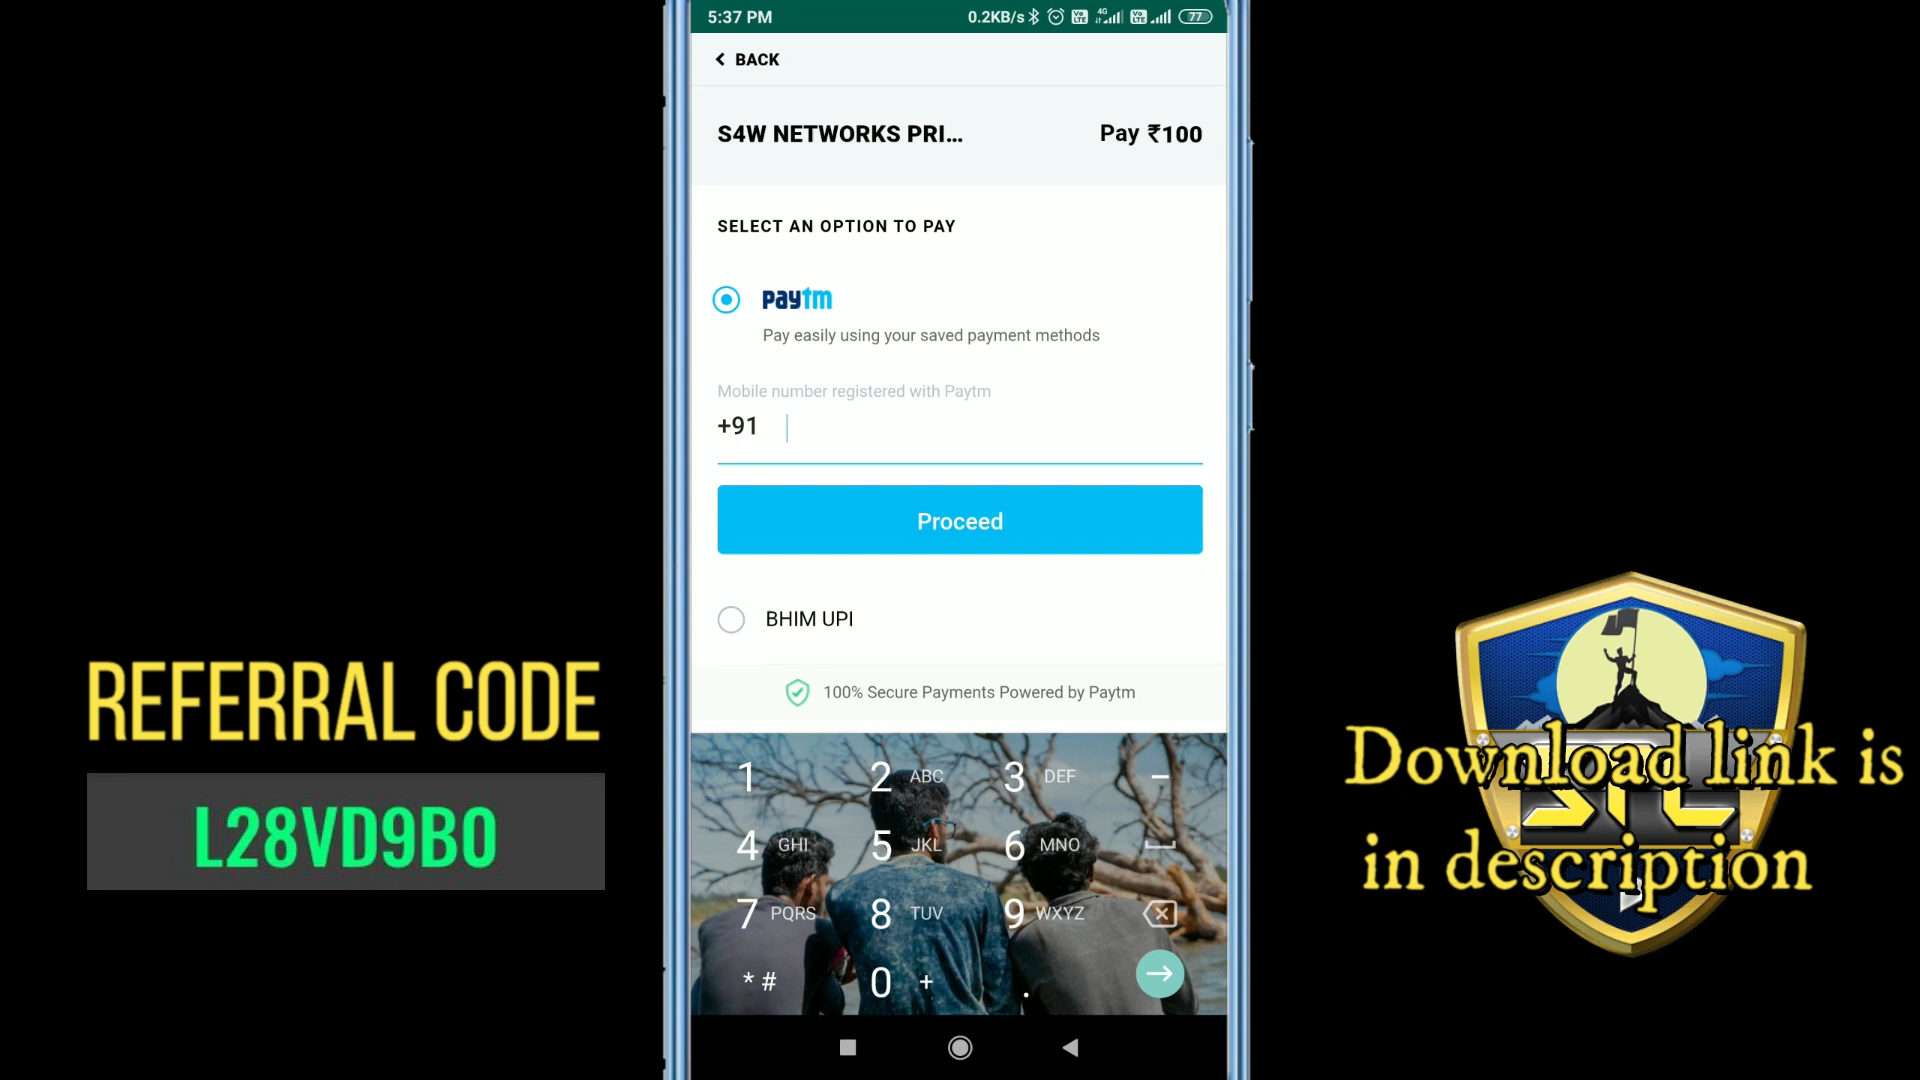 5:37 PM 0.2KB/s 4G 77
BACK
S4W NETWORKS PRI... Pay ₹100
SELECT AN OPTION TO PAY
paytm
Pay easily using your saved payment methods
Mobile number registered with Paytm
+91
Proceed
BHIM UPI
100% Secure Payments Powered by Paytm
1 2 ABC 3 DEF –
4 GHI 5 JKL 6 MNO
7 PQRS 8 TUV 9 WXYZ
* # 0 + .
REFERRAL CODE
L28VD9B0
Download link is
in description